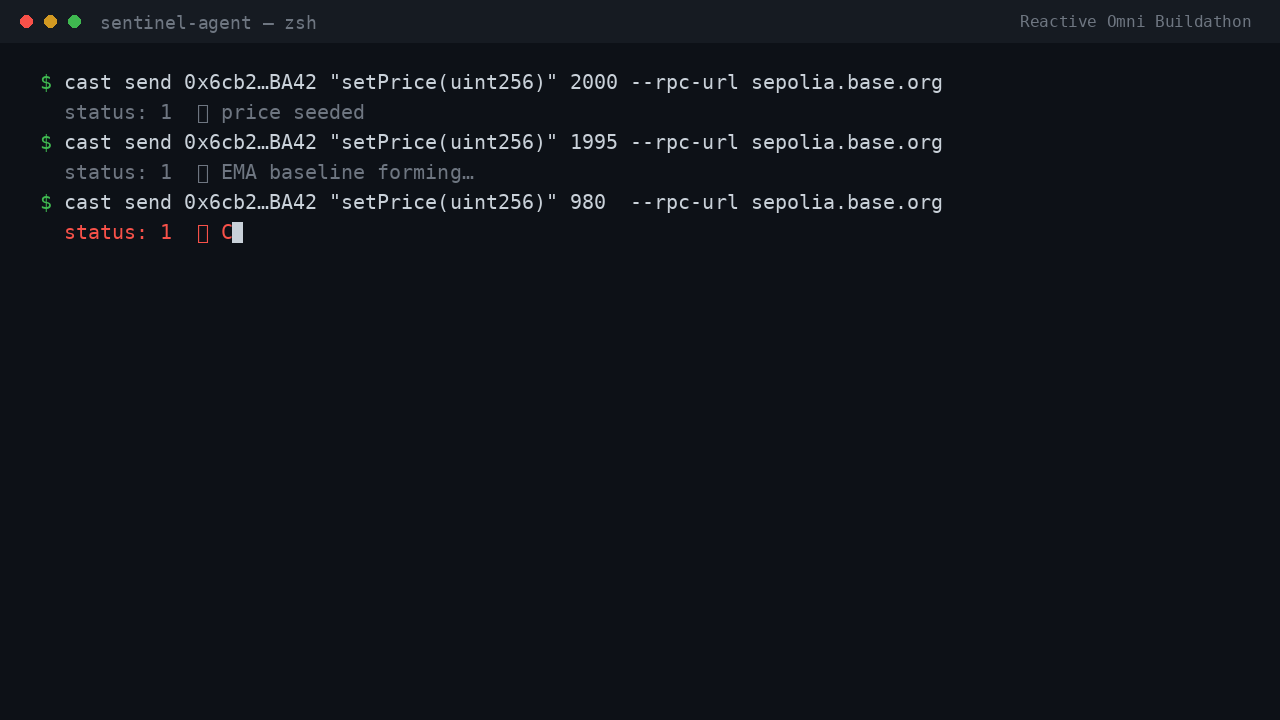 sentinel-agent — zsh
Reactive Omni Buildathon
$ cast send 0x6cb2…BA42 "setPrice(uint256)" 2000 --rpc-url sepolia.base.org
status: 1 price seeded
$ cast send 0x6cb2…BA42 "setPrice(uint256)" 1995 --rpc-url sepolia.base.org
status: 1 EMA baseline forming…
$ cast send 0x6cb2…BA42 "setPrice(uint256)" 980 --rpc-url sepolia.base.org
status: 1 C